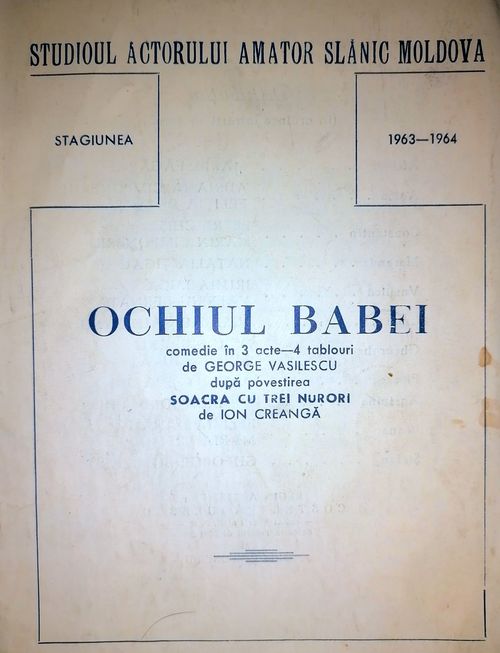 STUDIOUL ACTORULUI AMATOR SLĂNIC MOLDOVA
STAGIUNEA
1963—1964
OCHIUL BABEI
comedie în 3 acte—4 tablouri
de GEORGE VASILESCU
după povestirea
SOACRA CU TREI NURORI
de ION CREANGĂ